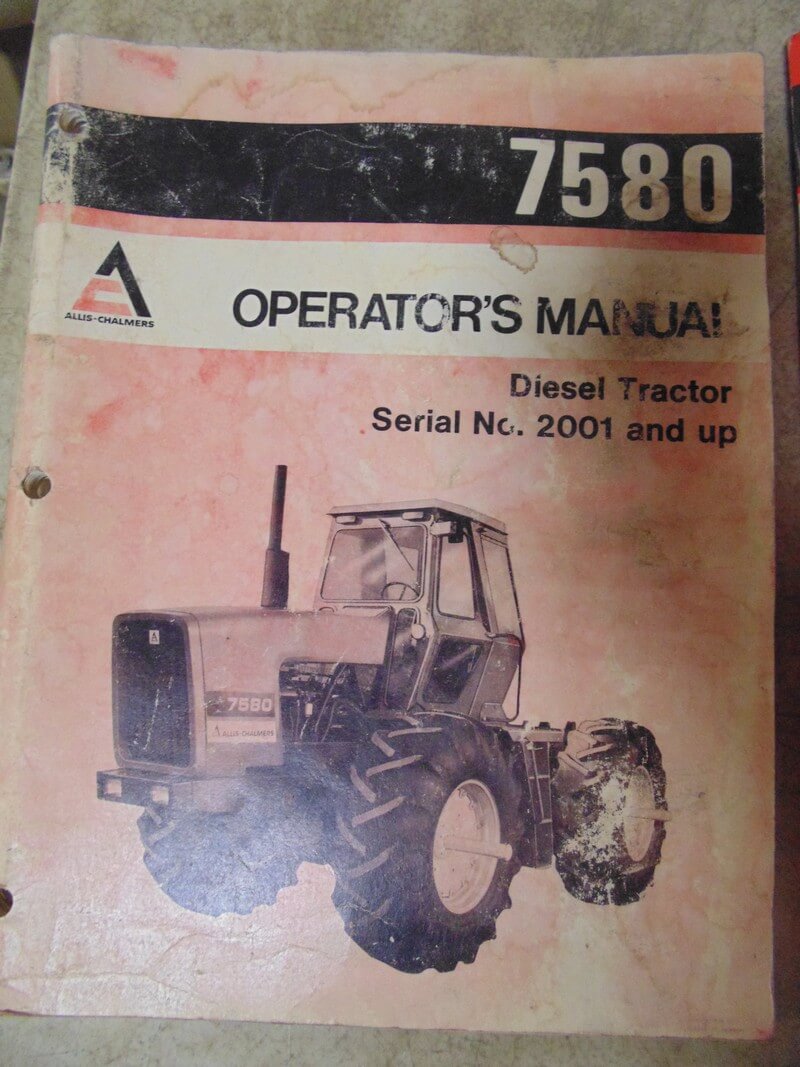 7580
A
ALLIS-CHALMERS
OPERATOR'S MANUAL
Diesel Tractor
Serial No. 2001 and up
7580
ALLIS-CHALMERS